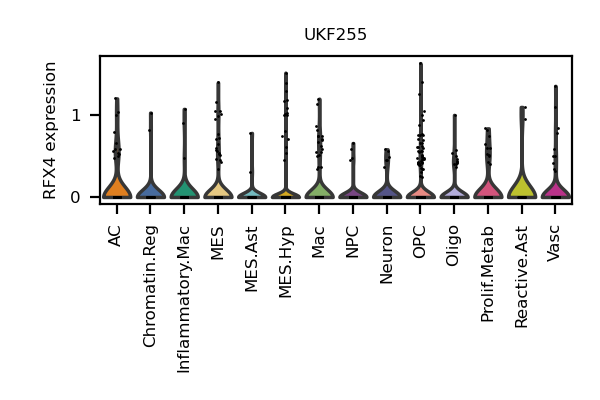 UKF255
RFX4 expression
1
0
AC
Chromatin.Reg
Inflammatory.Mac
MES
MES.Ast
MES.Hyp
Mac
NPC
Neuron
OPC
Oligo
Prolif.Metab
Reactive.Ast
Vasc